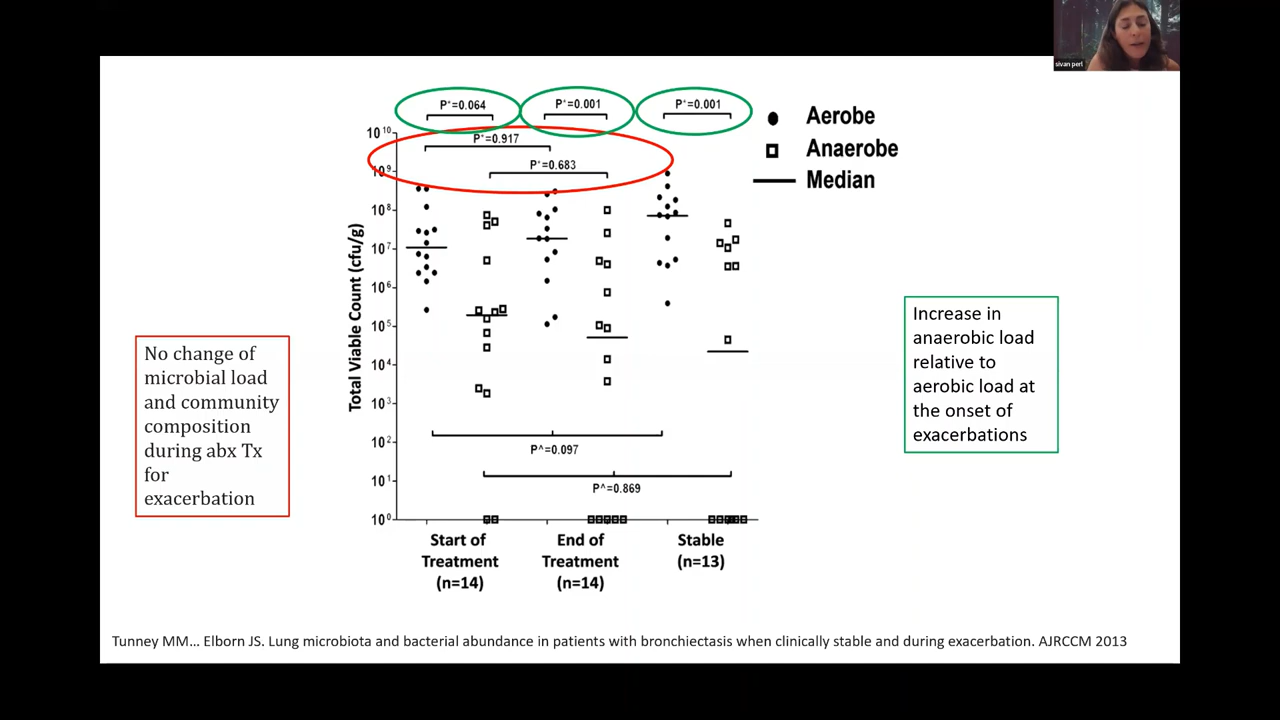 sivan perl
P*=0.064
P*=0.001
P*=0.001
P*=0.917
P*=0.683
Aerobe
Anaerobe
Median
Total Viable Count (cfu/g)
10^10
10^9
10^8
10^7
10^6
10^5
10^4
10^3
10^2
10^1
10^0
P^=0.097
P^=0.869
Start of
Treatment
(n=14)
End of
Treatment
(n=14)
Stable
(n=13)
No change of
microbial load
and community
composition
during abx Tx
for
exacerbation
Increase in
anaerobic load
relative to
aerobic load at
the onset of
exacerbations
Tunney MM... Elborn JS. Lung microbiota and bacterial abundance in patients with bronchiectasis when clinically stable and during exacerbation. AJRCCM 2013